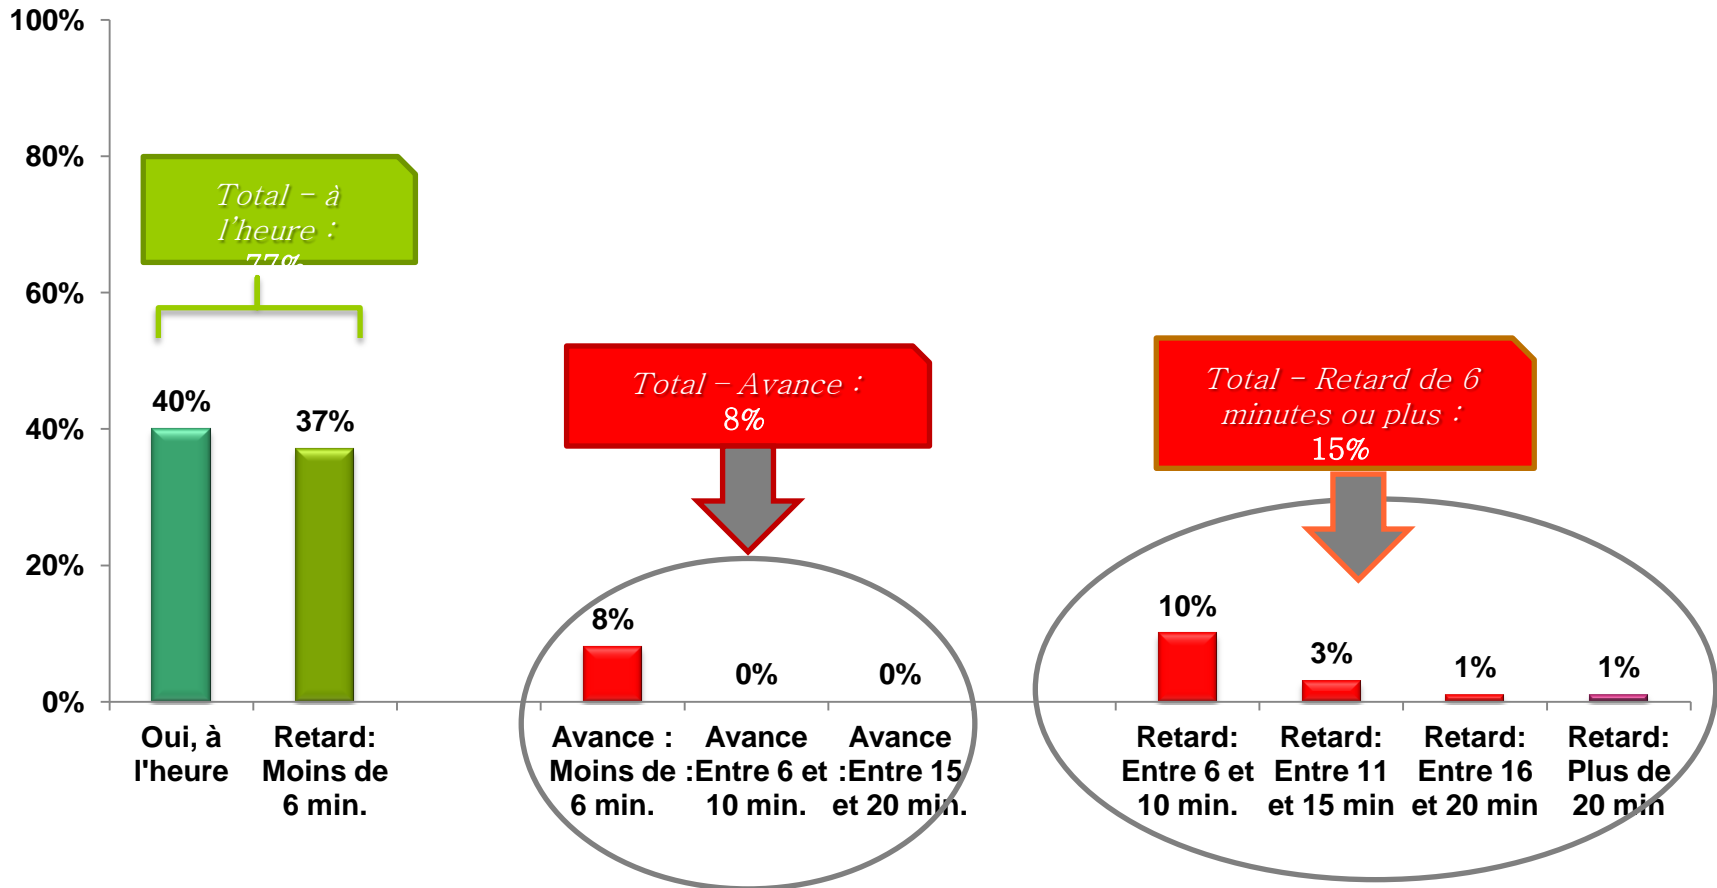 100%
80%
60%
40%
20%
0%
Total – à
l'heure :
77%
Total – Avance :
8%
Total – Retard de 6
minutes ou plus :
15%
40%
37%
8%
0%
0%
10%
3%
1%
1%
Oui, à
l'heure
Retard:
Moins de
6 min.
Avance :
Moins de :
6 min.
Avance
Entre 6 et :
10 min.
Avance
Entre 15
et 20 min.
Retard:
Entre 6 et
10 min.
Retard:
Entre 11
et 15 min
Retard:
Entre 16
et 20 min
Retard:
Plus de
20 min